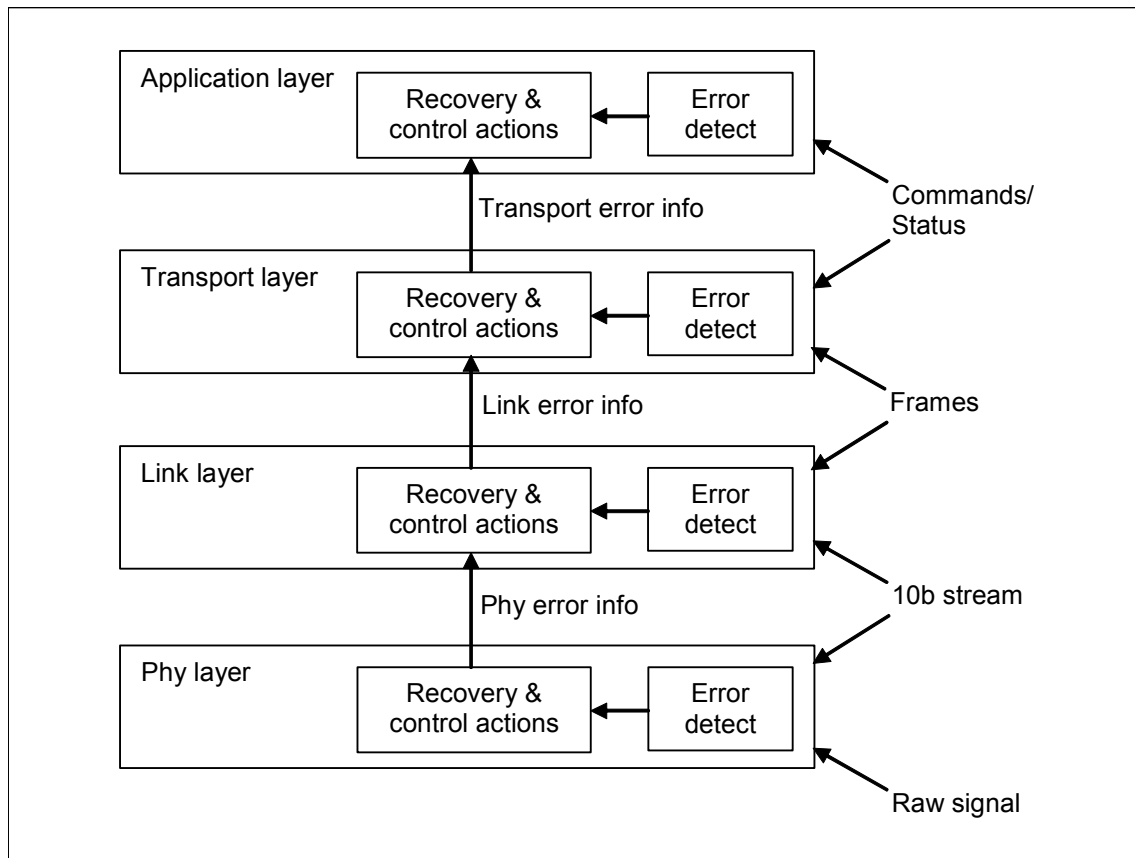 Application layer
Recovery &
control actions
Error
detect
Commands/
Status
Transport error info
Transport layer
Recovery &
control actions
Error
detect
Frames
Link error info
Link layer
Recovery &
control actions
Error
detect
10b stream
Phy error info
Phy layer
Recovery &
control actions
Error
detect
Raw signal